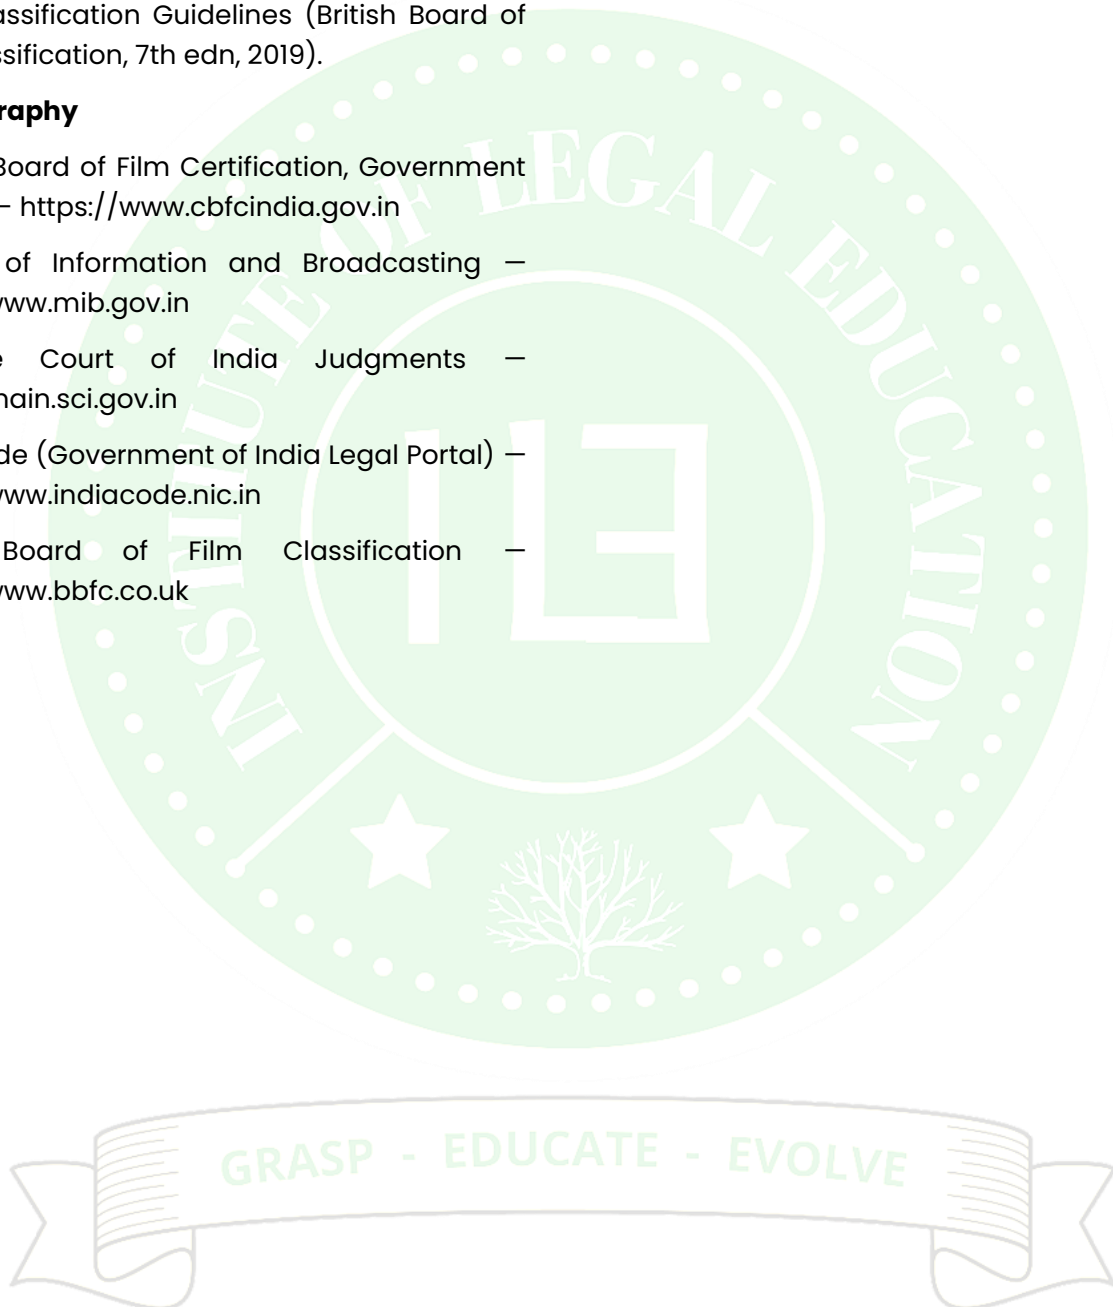 assification Guidelines (British Board of
ssification, 7th edn, 2019).
raphy
Board of Film Certification, Government
– https://www.cbfcindia.gov.in
of Information and Broadcasting –
www.mib.gov.in
e Court of India Judgments –
main.sci.gov.in
de (Government of India Legal Portal) –
www.indiacode.nic.in
Board of Film Classification –
www.bbfc.co.uk
INSTITUTE OF LEGAL EDUCATION
ILE
GRASP - EDUCATE - EVOLVE